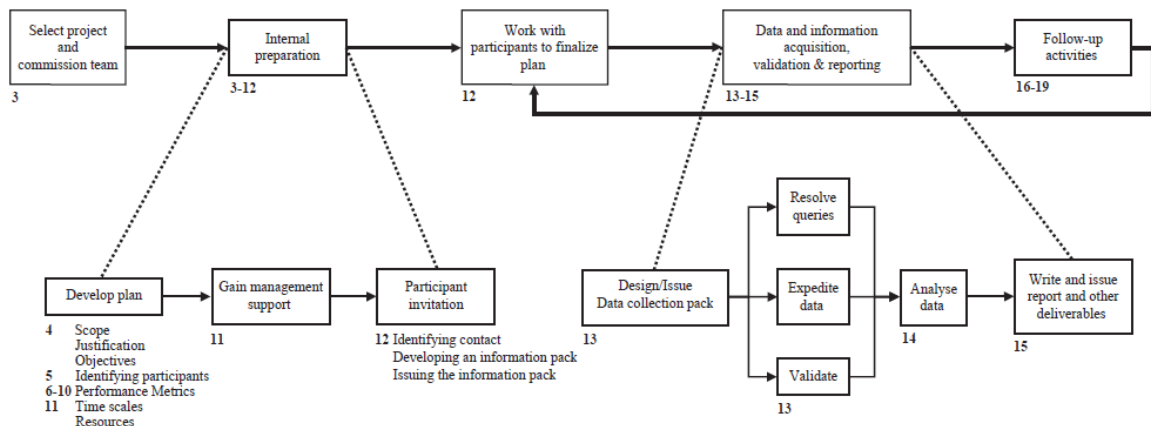 Select project
and
commission team
3
Internal
preparation
3-12
Work with
participants to finalize
plan
12
Data and information
acquisition,
validation & reporting
13-15
Follow-up
activities
16-19
Develop plan
4 Scope
Justification
Objectives
5 Identifying participants
6-10 Performance Metrics
11 Time scales
Resources
Gain management
support
11
Participant
invitation
12 Identifying contact
Developing an information pack
Issuing the information pack
Design/Issue
Data collection pack
13
Resolve
queries
Expedite
data
Validate
13
Analyse
data
14
Write and issue
report and other
deliverables
15